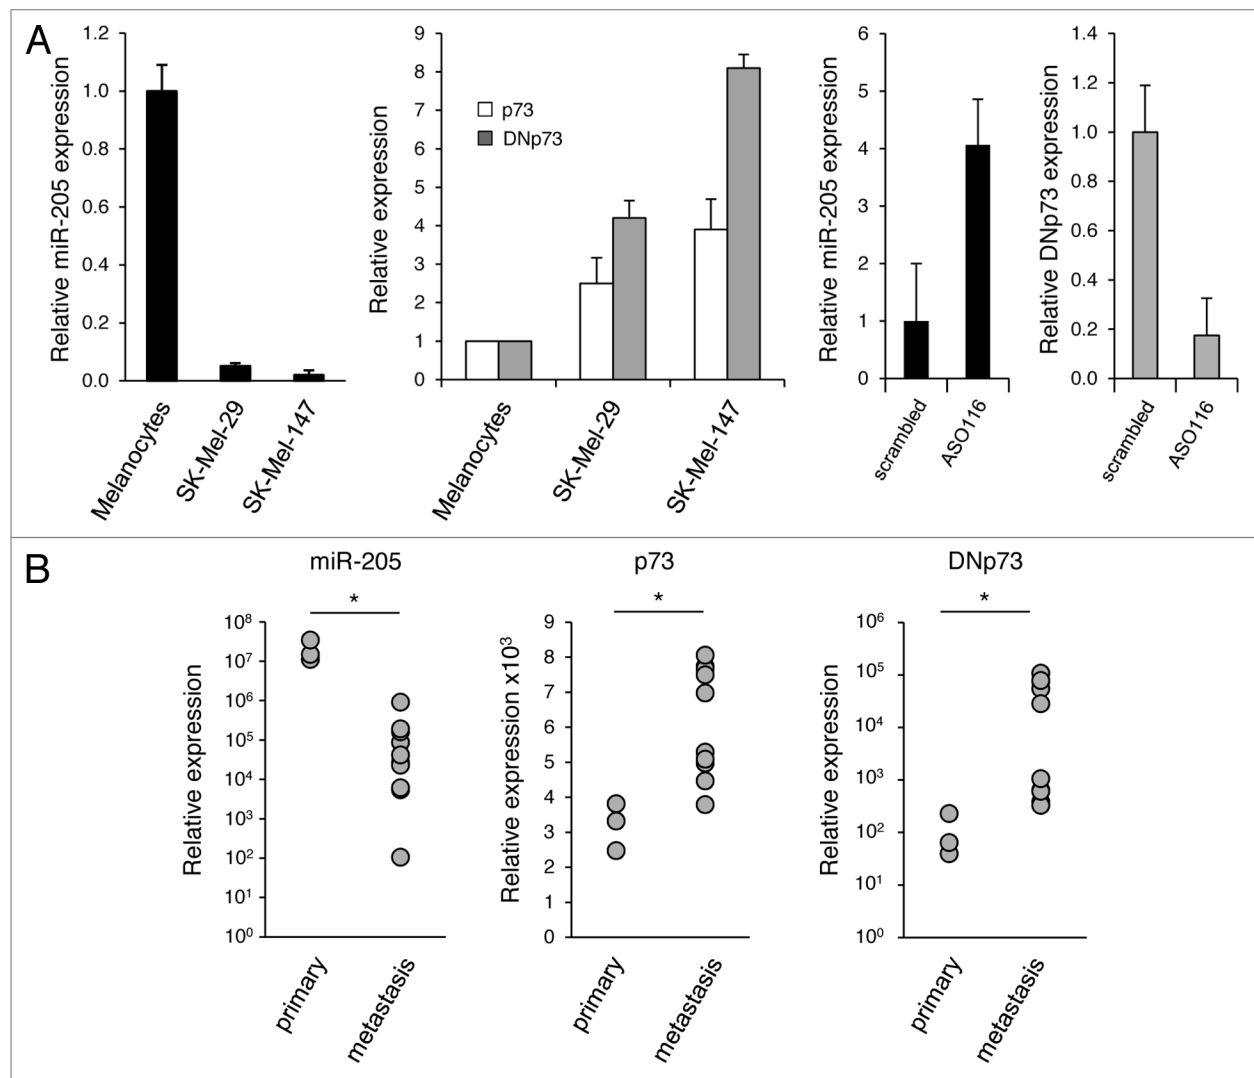 A
Relative miR-205 expression
1.2
1.0
0.8
0.6
0.4
0.2
0.0
Melanocytes
SK-Mel-29
SK-Mel-147
Relative expression
9
8
7
6
5
4
3
2
1
0
p73
DNp73
Melanocytes
SK-Mel-29
SK-Mel-147
Relative miR-205 expression
6
5
4
3
2
1
0
scrambled
ASO116
Relative DNp73 expression
1.4
1.2
1.0
0.8
0.6
0.4
0.2
0.0
scrambled
ASO116
B
miR-205
*
Relative expression
10⁸
10⁷
10⁶
10⁵
10⁴
10³
10²
10¹
10⁰
primary
metastasis
p73
*
Relative expression x10³
9
8
7
6
5
4
3
2
1
0
primary
metastasis
DNp73
*
Relative expression
10⁶
10⁵
10⁴
10³
10²
10¹
10⁰
primary
metastasis